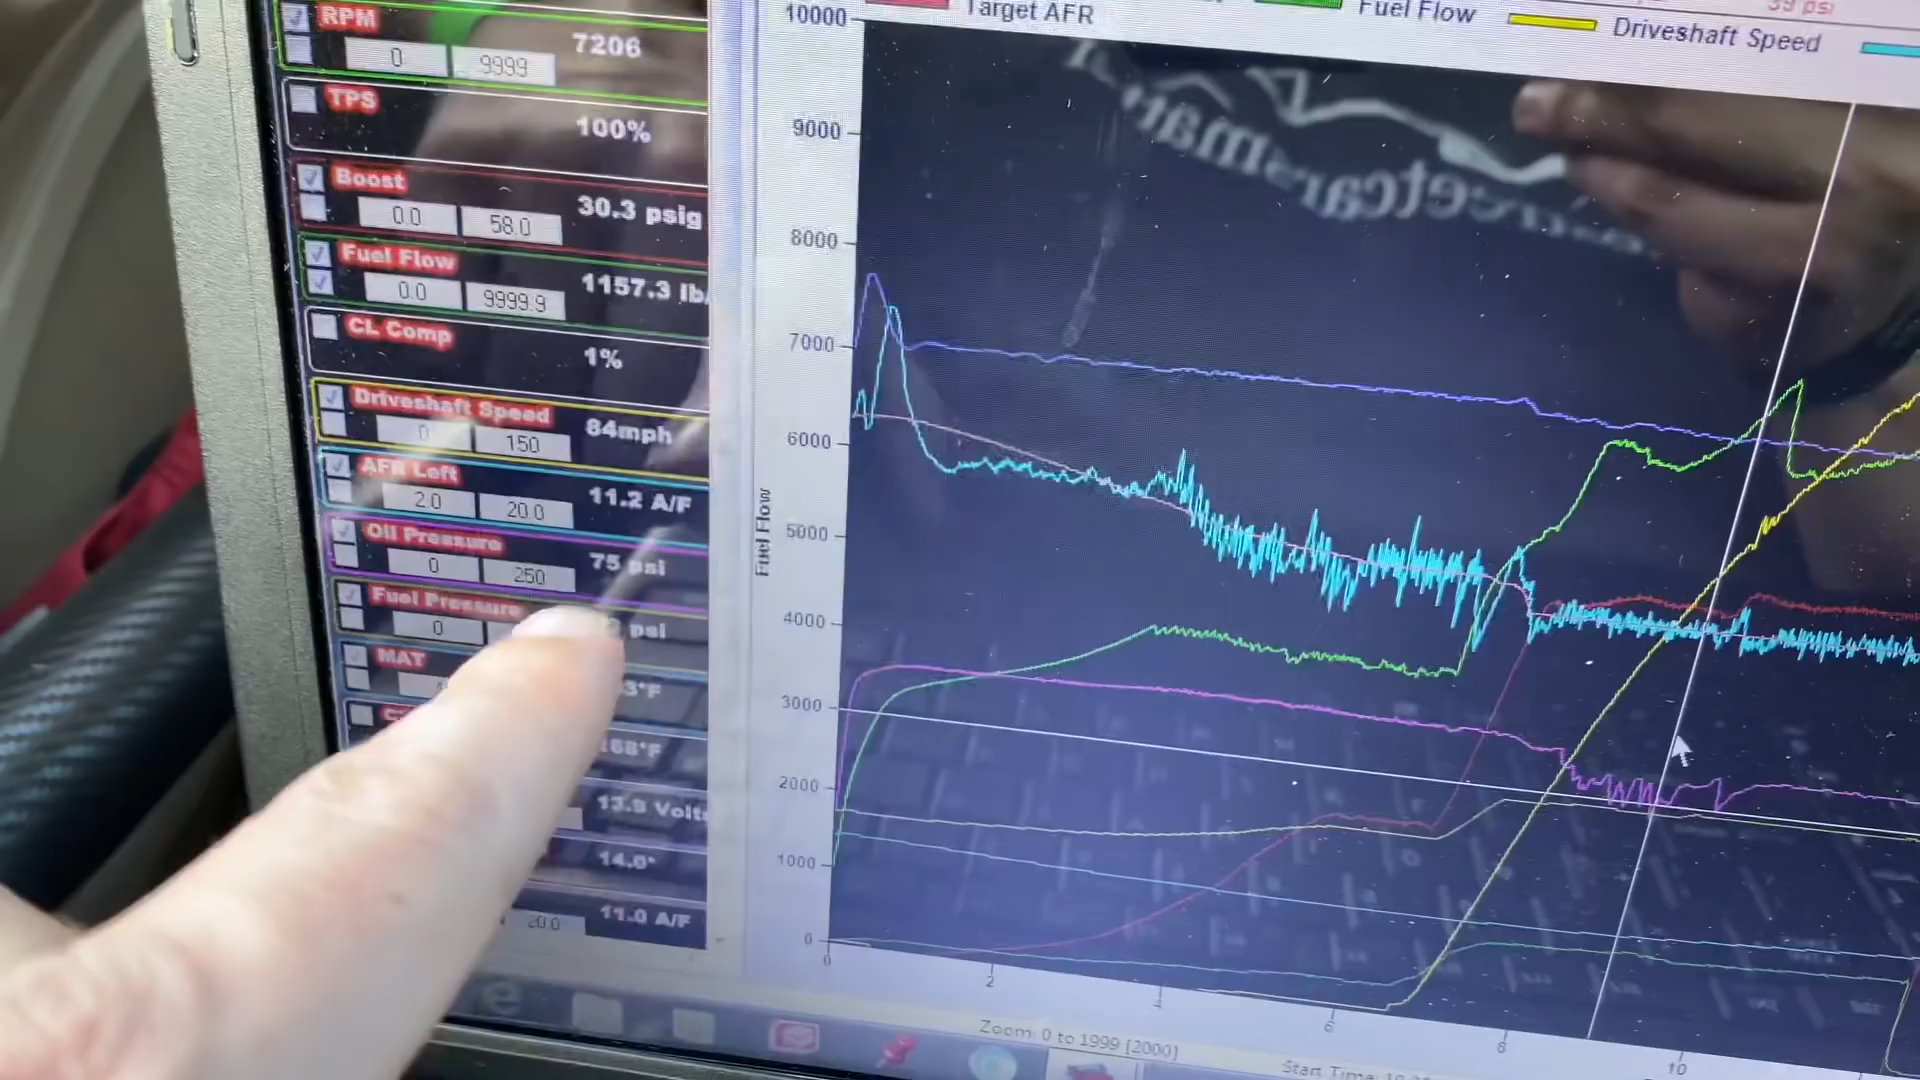 RPM
7206
0 9999
TPS
100%
Boost
30.3 psig
0.0 58.0
Fuel Flow
1157.3 lb/
0.0 9999.9
CL Comp
1%
Driveshaft Speed
84mph
0 150
AFR Left
11.2 A/F
2.0 20.0
Oil Pressure
75 psi
0 250
Fuel Pressure
psi
0
MAT
3°F
168°F
13.9 Volts
14.0°
11.0 A/F
20.0
Target AFR
Fuel Flow
Driveshaft Speed
39 psi
10000
9000
8000
7000
6000
5000
4000
3000
2000
1000
0
Fuel Flow
0 2 4 6 8 10
Zoom: 0 to 1999 [2000]
Start Time: